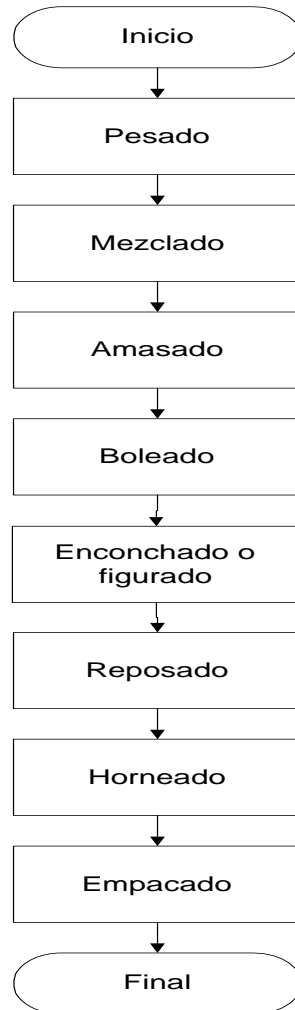 Inicio
Pesado
Mezclado
Amasado
Boleado
Enconchado o
figurado
Reposado
Horneado
Empacado
Final